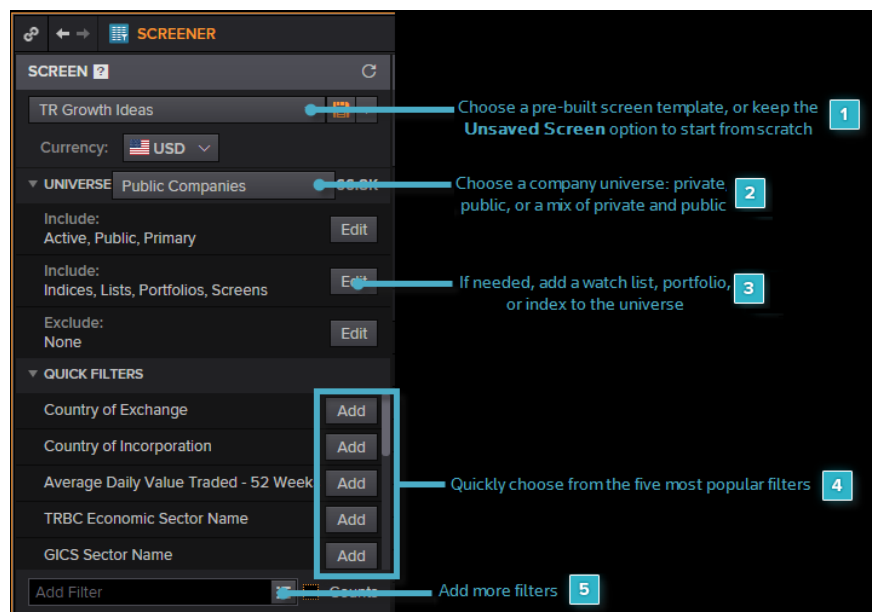 SCREENER
SCREEN ?
TR Growth Ideas
Choose a pre-built screen template, or keep the
Unsaved Screen option to start from scratch
1
Currency: USD
UNIVERSE Public Companies
Choose a company universe: private
public, or a mix of private and public
2
Include:
Active, Public, Primary
Edit
Include:
Indices, Lists, Portfolios, Screens
Edit
If needed, add a watch list, portfolio,
or index to the universe
3
Exclude:
None
Edit
QUICK FILTERS
Country of Exchange Add
Country of Incorporation Add
Average Daily Value Traded - 52 Week Add
Quickly choose from the five most popular filters 4
TRBC Economic Sector Name Add
GICS Sector Name Add
Add Filter Counts
Add more filters 5